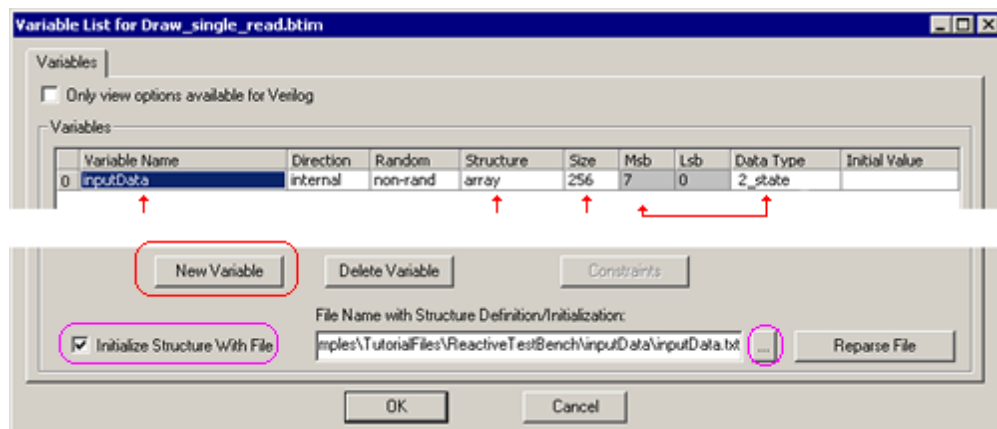 Variable List for Draw_single_read.btim
Variables
Only view options available for Verilog
Variables
Variable Name Direction Random Structure Size Msb Lsb Data Type Initial Value
0 inputData internal non-rand array 256 7 0 2_state
New Variable Delete Variable Constraints
File Name with Structure Definition/Initialization:
Initialize Structure With File mples\TutorialFiles\ReactiveTestBench\inputData\inputData.txt ... Reparse File
OK Cancel